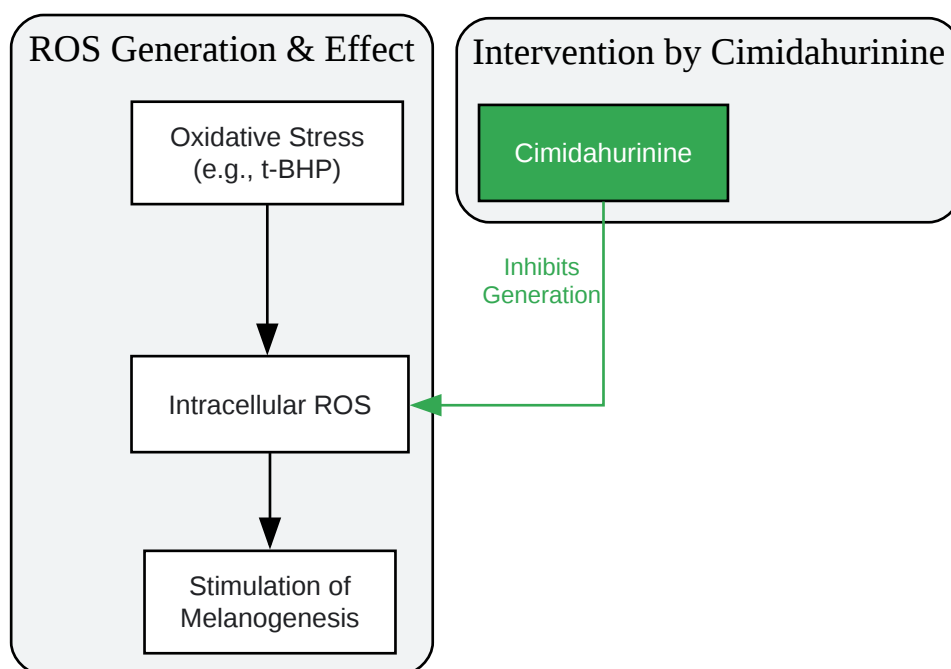 ROS Generation & Effect
Oxidative Stress
(e.g., t-BHP)
Intracellular ROS
Stimulation of
Melanogenesis
Intervention by Cimidahurinine
Cimidahurinine
Inhibits
Generation